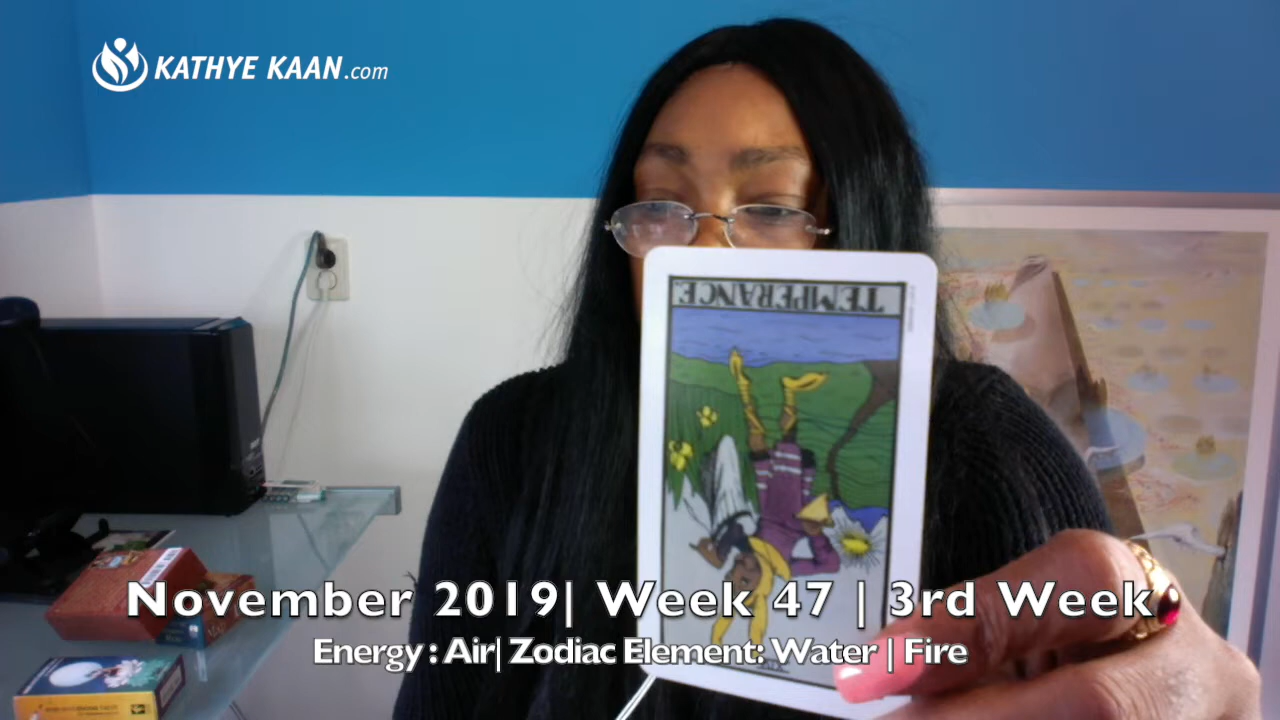 KATHYE KAAN.com
TEMPERANCE.
November 2019| Week 47 | 3rd Week
Energy : Air| Zodiac Element: Water | Fire